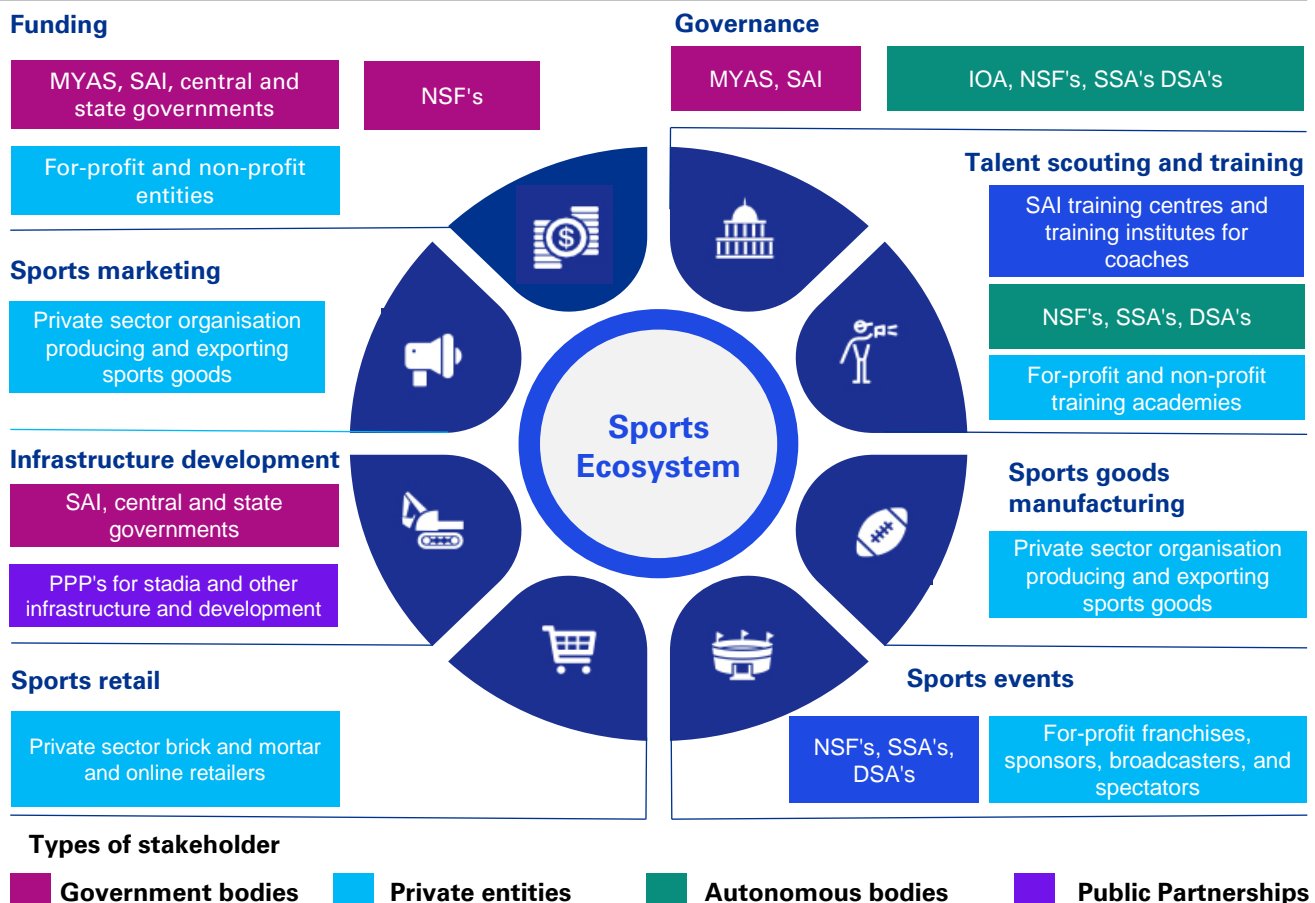 Funding
MYAS, SAI, central and
state governments
NSF's
For-profit and non-profit
entities
Governance
MYAS, SAI
IOA, NSF's, SSA's DSA's
Talent scouting and training
SAI training centres and
training institutes for
coaches
NSF's, SSA's, DSA's
For-profit and non-profit
training academies
Sports marketing
Private sector organisation
producing and exporting
sports goods
Sports
Ecosystem
Infrastructure development
SAI, central and state
governments
PPP's for stadia and other
infrastructure and development
Sports goods
manufacturing
Private sector organisation
producing and exporting
sports goods
Sports retail
Private sector brick and mortar
and online retailers
Sports events
NSF's, SSA's,
DSA's
For-profit franchises,
sponsors, broadcasters, and
spectators
Types of stakeholder
Government bodies
Private entities
Autonomous bodies
Public Partnerships
$